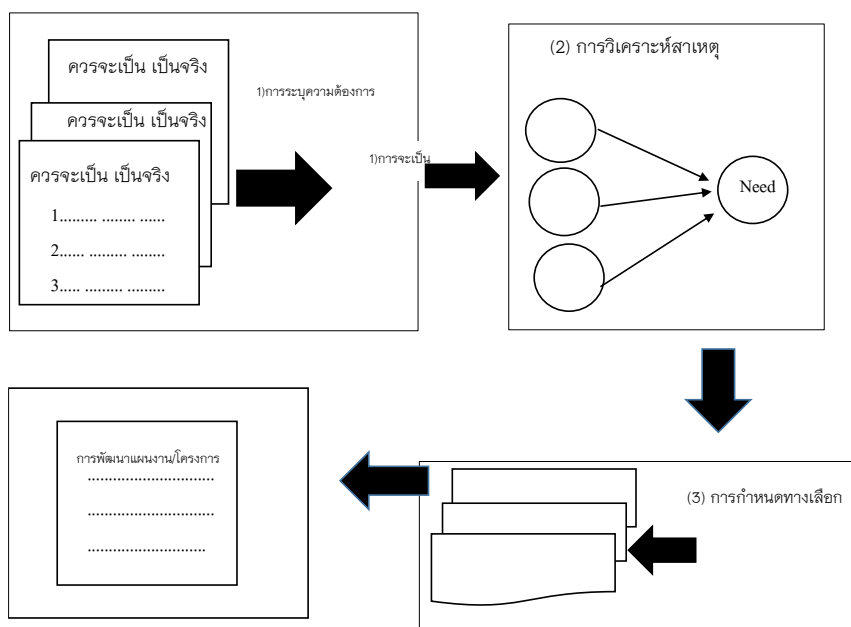 ควรจะเป็น เป็นจริง
ควรจะเป็น เป็นจริง
ควรจะเป็น เป็นจริง
1......... ........ ......
2...... ......... ........
3..... ......... .........
1)การระบุความต้องการ
1)การจะเป็น
(2) การวิเคราะห์สาเหตุ
Need
(3) การกำหนดทางเลือก
การพัฒนาแผนงาน/โครงการ
..............................
..............................
............................